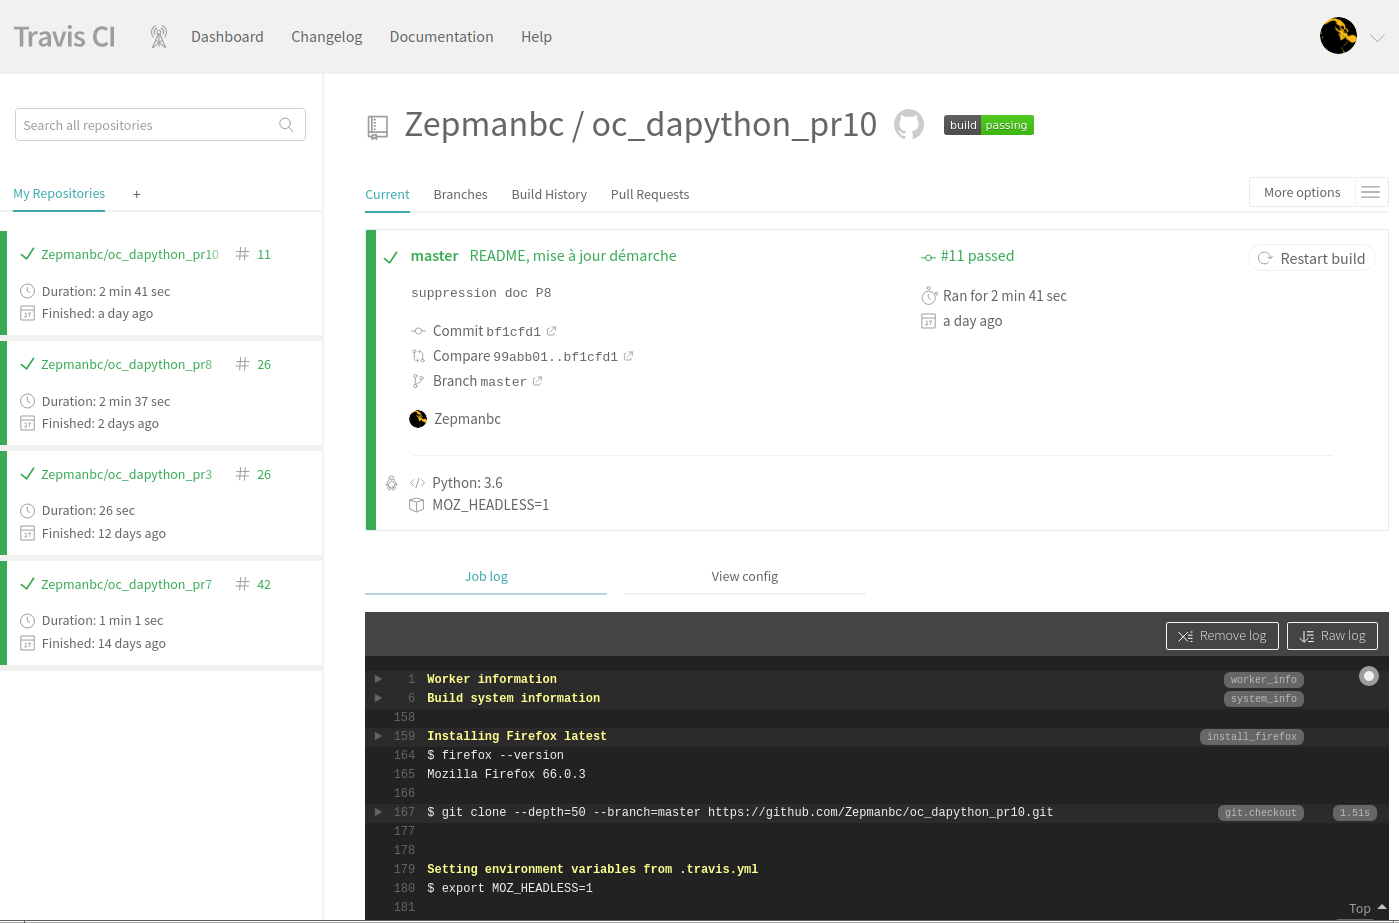 Travis CI Dashboard Changelog Documentation Help
Search all repositories
My Repositories +
Zepmanbc/oc_dapython_pr10 # 11
Duration: 2 min 41 sec
27 Finished: a day ago
Zepmanbc/oc_dapython_pr8 # 26
Duration: 2 min 37 sec
27 Finished: 2 days ago
Zepmanbc/oc_dapython_pr3 # 26
Duration: 26 sec
27 Finished: 12 days ago
Zepmanbc/oc_dapython_pr7 # 42
Duration: 1 min 1 sec
27 Finished: 14 days ago
Zepmanbc / oc_dapython_pr10 build passing
Current Branches Build History Pull Requests More options
master README, mise à jour démarche
suppression doc P8
Commit bf1cfd1
Compare 99abb01..bf1cfd1
Branch master
Zepmanbc
#11 passed
Ran for 2 min 41 sec
27 a day ago
Restart build
</> Python: 3.6
MOZ_HEADLESS=1
Job log View config
Remove log Raw log
1 Worker information worker_info
6 Build system information system_info
158
159 Installing Firefox latest install_firefox
164 $ firefox --version
165 Mozilla Firefox 66.0.3
166
167 $ git clone --depth=50 --branch=master https://github.com/Zepmanbc/oc_dapython_pr10.git git.checkout 1.51s
177
178
179 Setting environment variables from .travis.yml
180 $ export MOZ_HEADLESS=1
181
Top